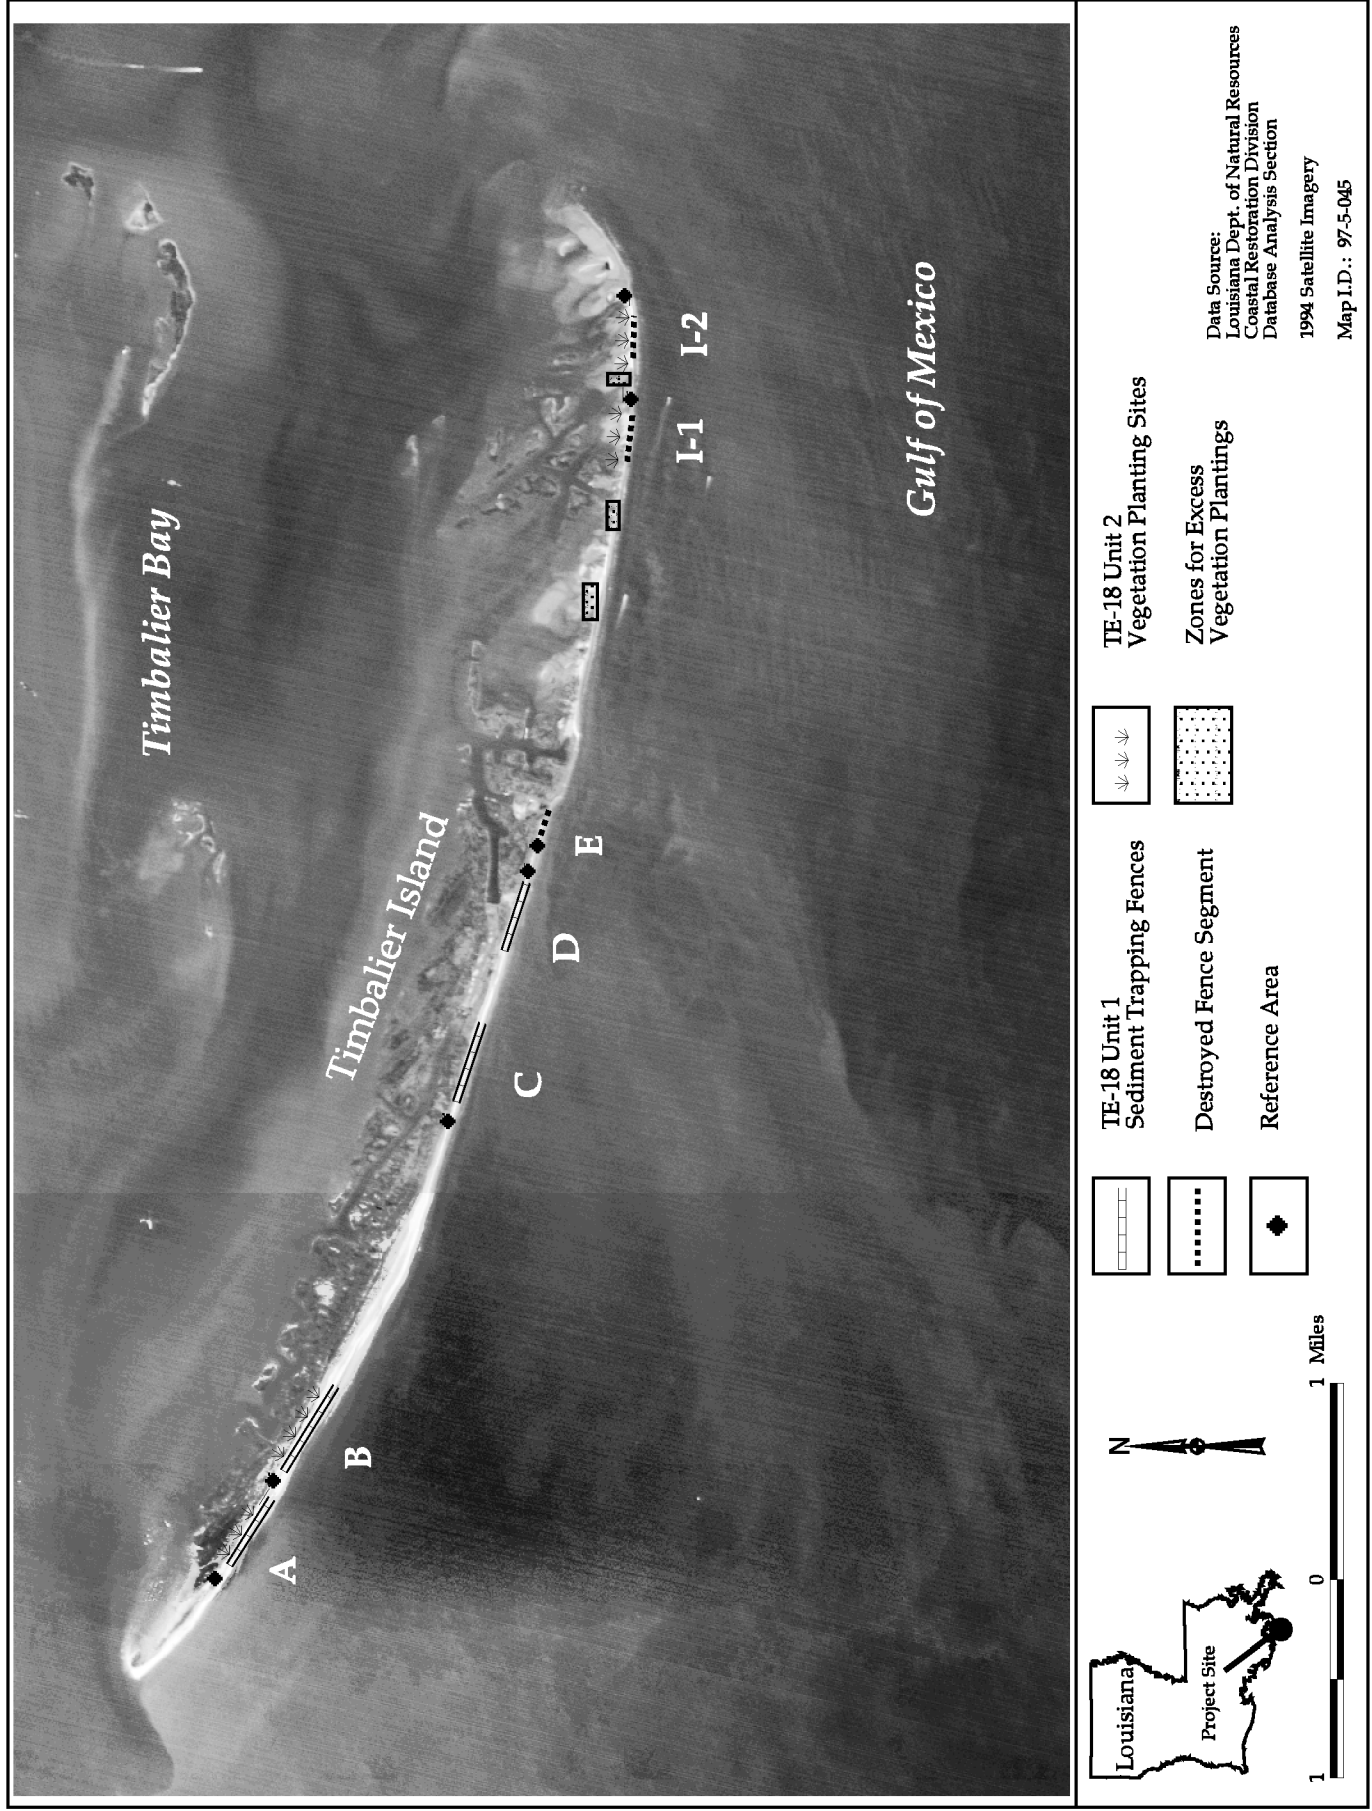 Timbalier Bay
Timbalier Island
Gulf of Mexico
A
B
C
D
E
I-1
I-2
Louisiana
Project Site
N
1
0
1 Miles
TE-18 Unit 1
Sediment Trapping Fences
Destroyed Fence Segment
Reference Area
TE-18 Unit 2
Vegetation Planting Sites
Zones for Excess
Vegetation Plantings
Data Source:
Louisiana Dept. of Natural Resources
Coastal Restoration Division
Database Analysis Section
1994 Satellite Imagery
Map I.D.: 97-5-045